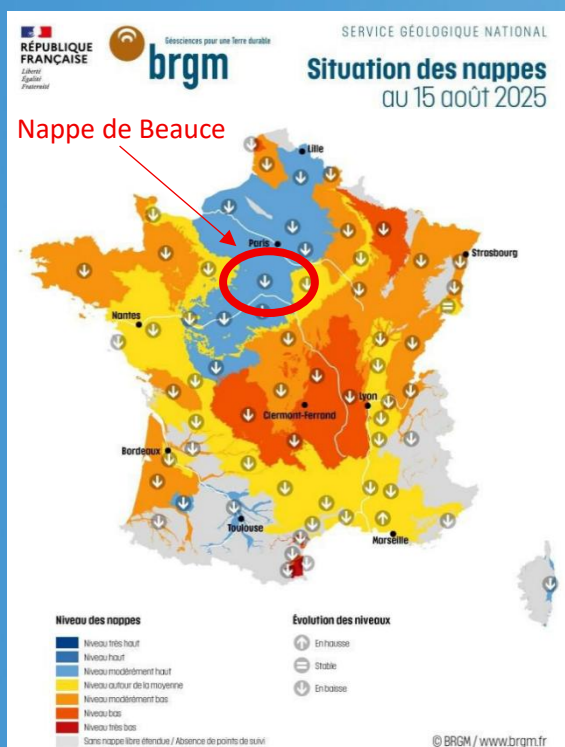 RÉPUBLIQUE
FRANÇAISE
Liberté
Égalité
Fraternité
Géosciences pour une Terre durable
brgm
SERVICE GÉOLOGIQUE NATIONAL
Situation des nappes
au 15 août 2025
Nappe de Beauce
Lille
Paris
Strasbourg
Nantes
Clermont-Ferrand
Lyon
Bordeaux
Toulouse
Marseille
Niveau des nappes
Niveau très haut
Niveau haut
Niveau modérément haut
Niveau autour de la moyenne
Niveau modérément bas
Niveau bas
Niveau très bas
Sans nappe libre étendue / Absence de points de suivi
Évolution des niveaux
En hausse
Stable
En baisse
© BRGM / www.brgm.fr